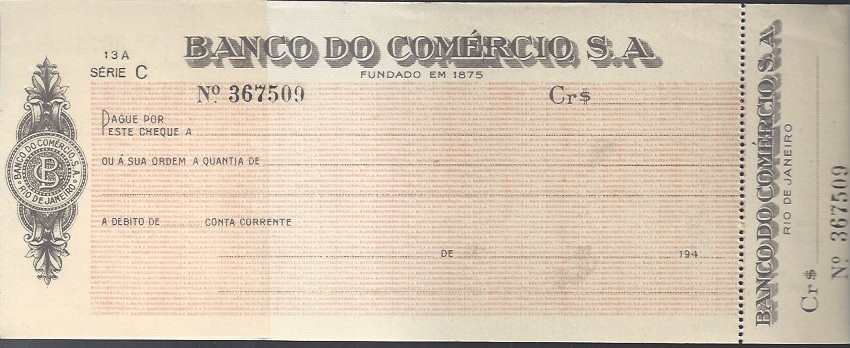 13A
SÉRIE C
BANCO DO COMÉRCIO, S.A.
FUNDADO EM 1875
Nº 367509 Cr$
PAGUE POR
ESTE CHEQUE A
OU Á SUA ORDEM A QUANTIA DE
A DEBITO DE CONTA CORRENTE
DE 194
BANCO DO COMÉRCIO, S.A.
RIO DE JANEIRO
BC
BANCO DO COMÉRCIO, S.A.
RIO DE JANEIRO
Cr$
Nº 367509